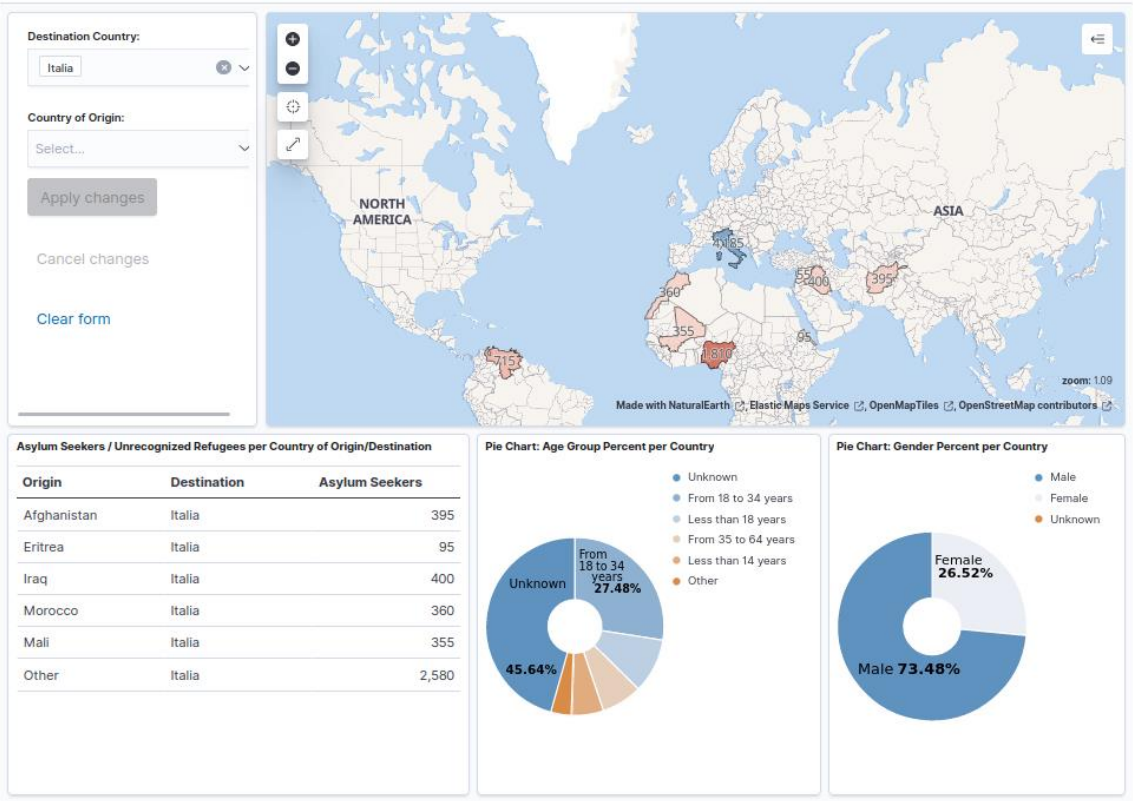 Destination Country:
Italia
Country of Origin:
Select...
Apply changes
Cancel changes
Clear form
NORTH
AMERICA
ASIA
4,185
55
400
395
360
355
95
1,810
715
zoom: 1.09
Made with NaturalEarth, Elastic Maps Service, OpenMapTiles, OpenStreetMap contributors
Asylum Seekers / Unrecognized Refugees per Country of Origin/Destination
Origin Destination Asylum Seekers
Afghanistan Italia 395
Eritrea Italia 95
Iraq Italia 400
Morocco Italia 360
Mali Italia 355
Other Italia 2,580
Pie Chart: Age Group Percent per Country
Unknown
From 18 to 34 years
Less than 18 years
From 35 to 64 years
Less than 14 years
Other
From
18 to 34
years
27.48%
Unknown
45.64%
Pie Chart: Gender Percent per Country
Male
Female
Unknown
Female
26.52%
Male 73.48%